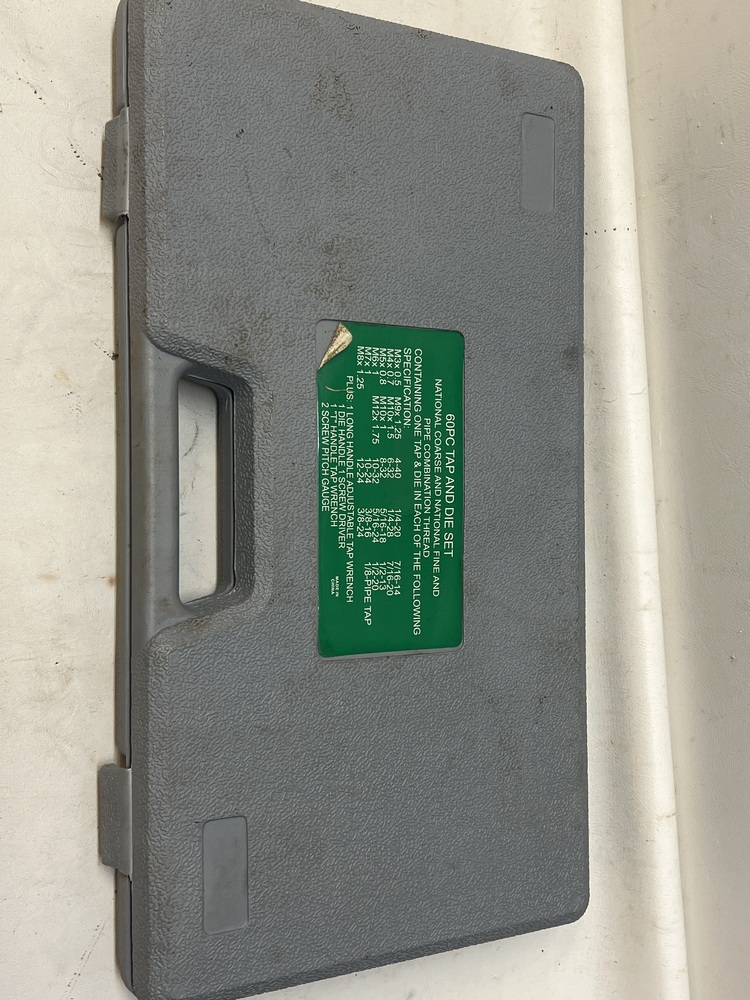 60PC TAP AND DIE SET
NATIONAL COARSE AND NATIONAL FINE AND
PIPE COMBINATION THREAD
CONTAINING ONE TAP & DIE IN EACH OF THE FOLLOWING
SPECIFICATION:
M3x 0.5 M9x 1.25 4-40 1/4-20 7/16-14
M4x 0.7 M10x 1.5 6-32 1/4-28 7/16-20
M5x 0.8 M10x 1 8-32 5/16-18 1/2-13
M6x 1 M12x 1.75 10-32 5/16-24 1/2-20
M7x 1 10-24 3/8-16 1/8-PIPE TAP
M8x 1.25 12-24 3/8-24
PLUS: 1 LONG HANDLE ADJUSTABLE TAP WRENCH
1 DIE HANDLE 1 SCREW DRIVER
1 "T" HANDLE TAP WRENCH
2 SCREW PITCH GAUGE
MADE IN
CHINA